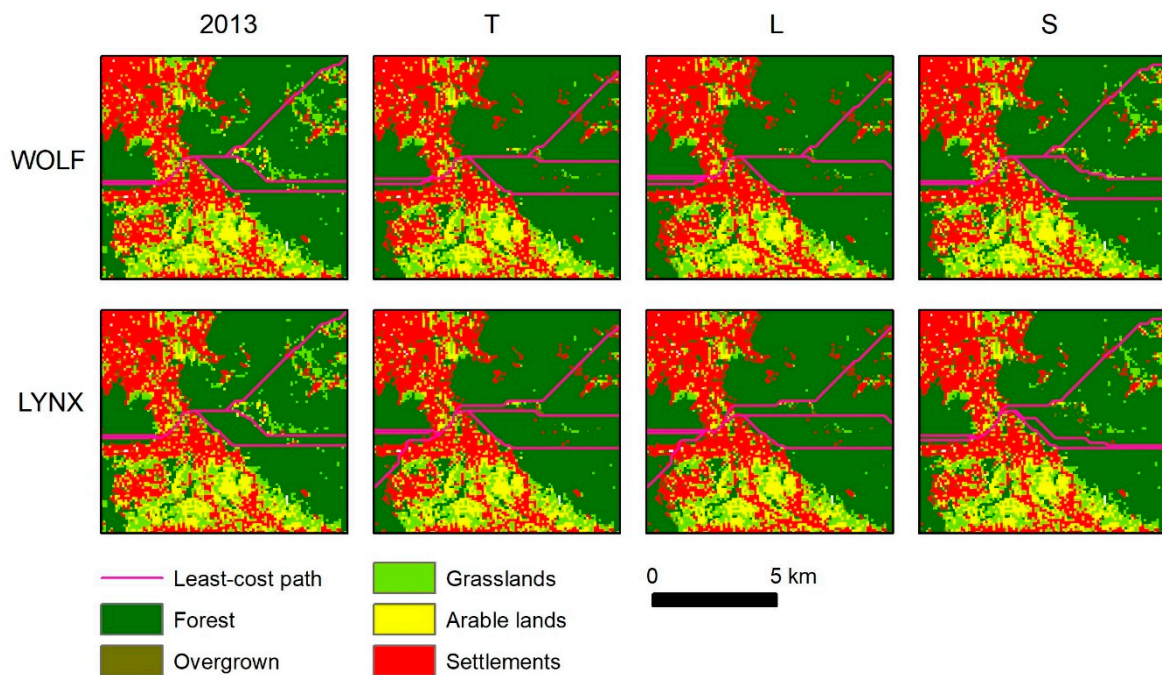 2013 T L S
WOLF
LYNX
Least-cost path Grasslands 0 5 km
Forest Arable lands
Overgrown Settlements